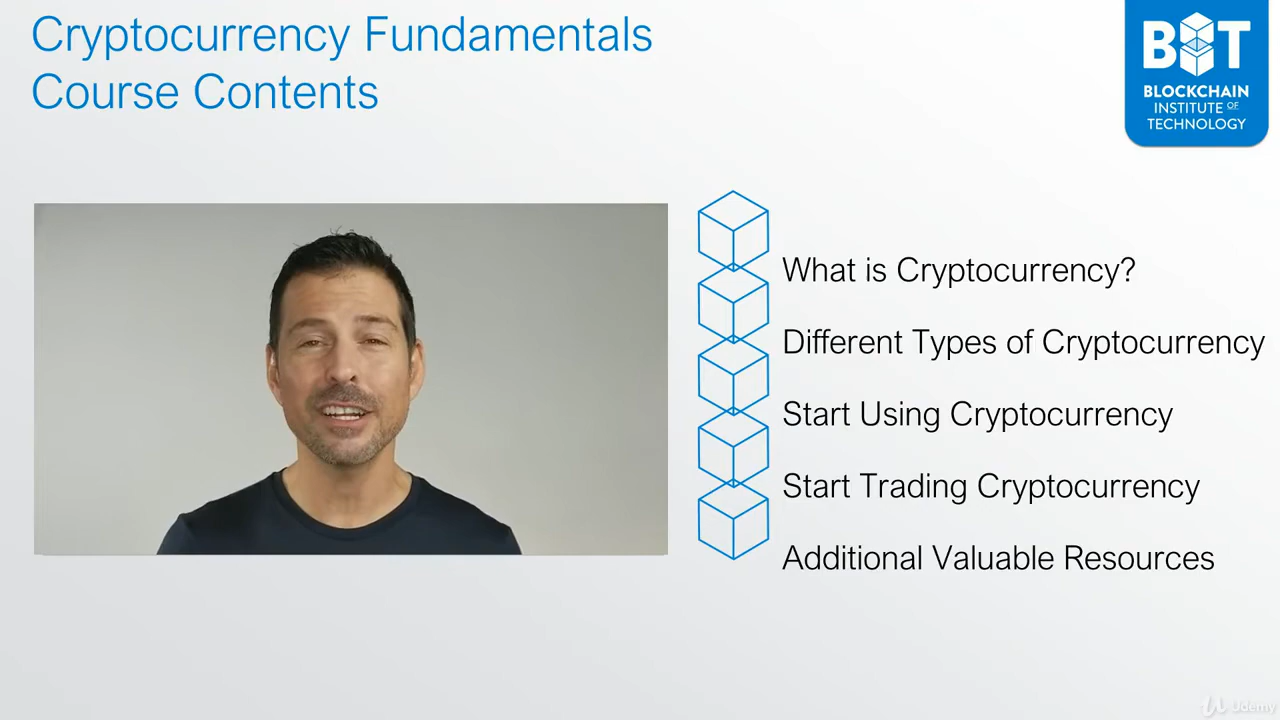 Cryptocurrency Fundamentals
Course Contents
B T
BLOCKCHAIN
INSTITUTE OF
TECHNOLOGY
What is Cryptocurrency?
Different Types of Cryptocurrency
Start Using Cryptocurrency
Start Trading Cryptocurrency
Additional Valuable Resources
Udemy